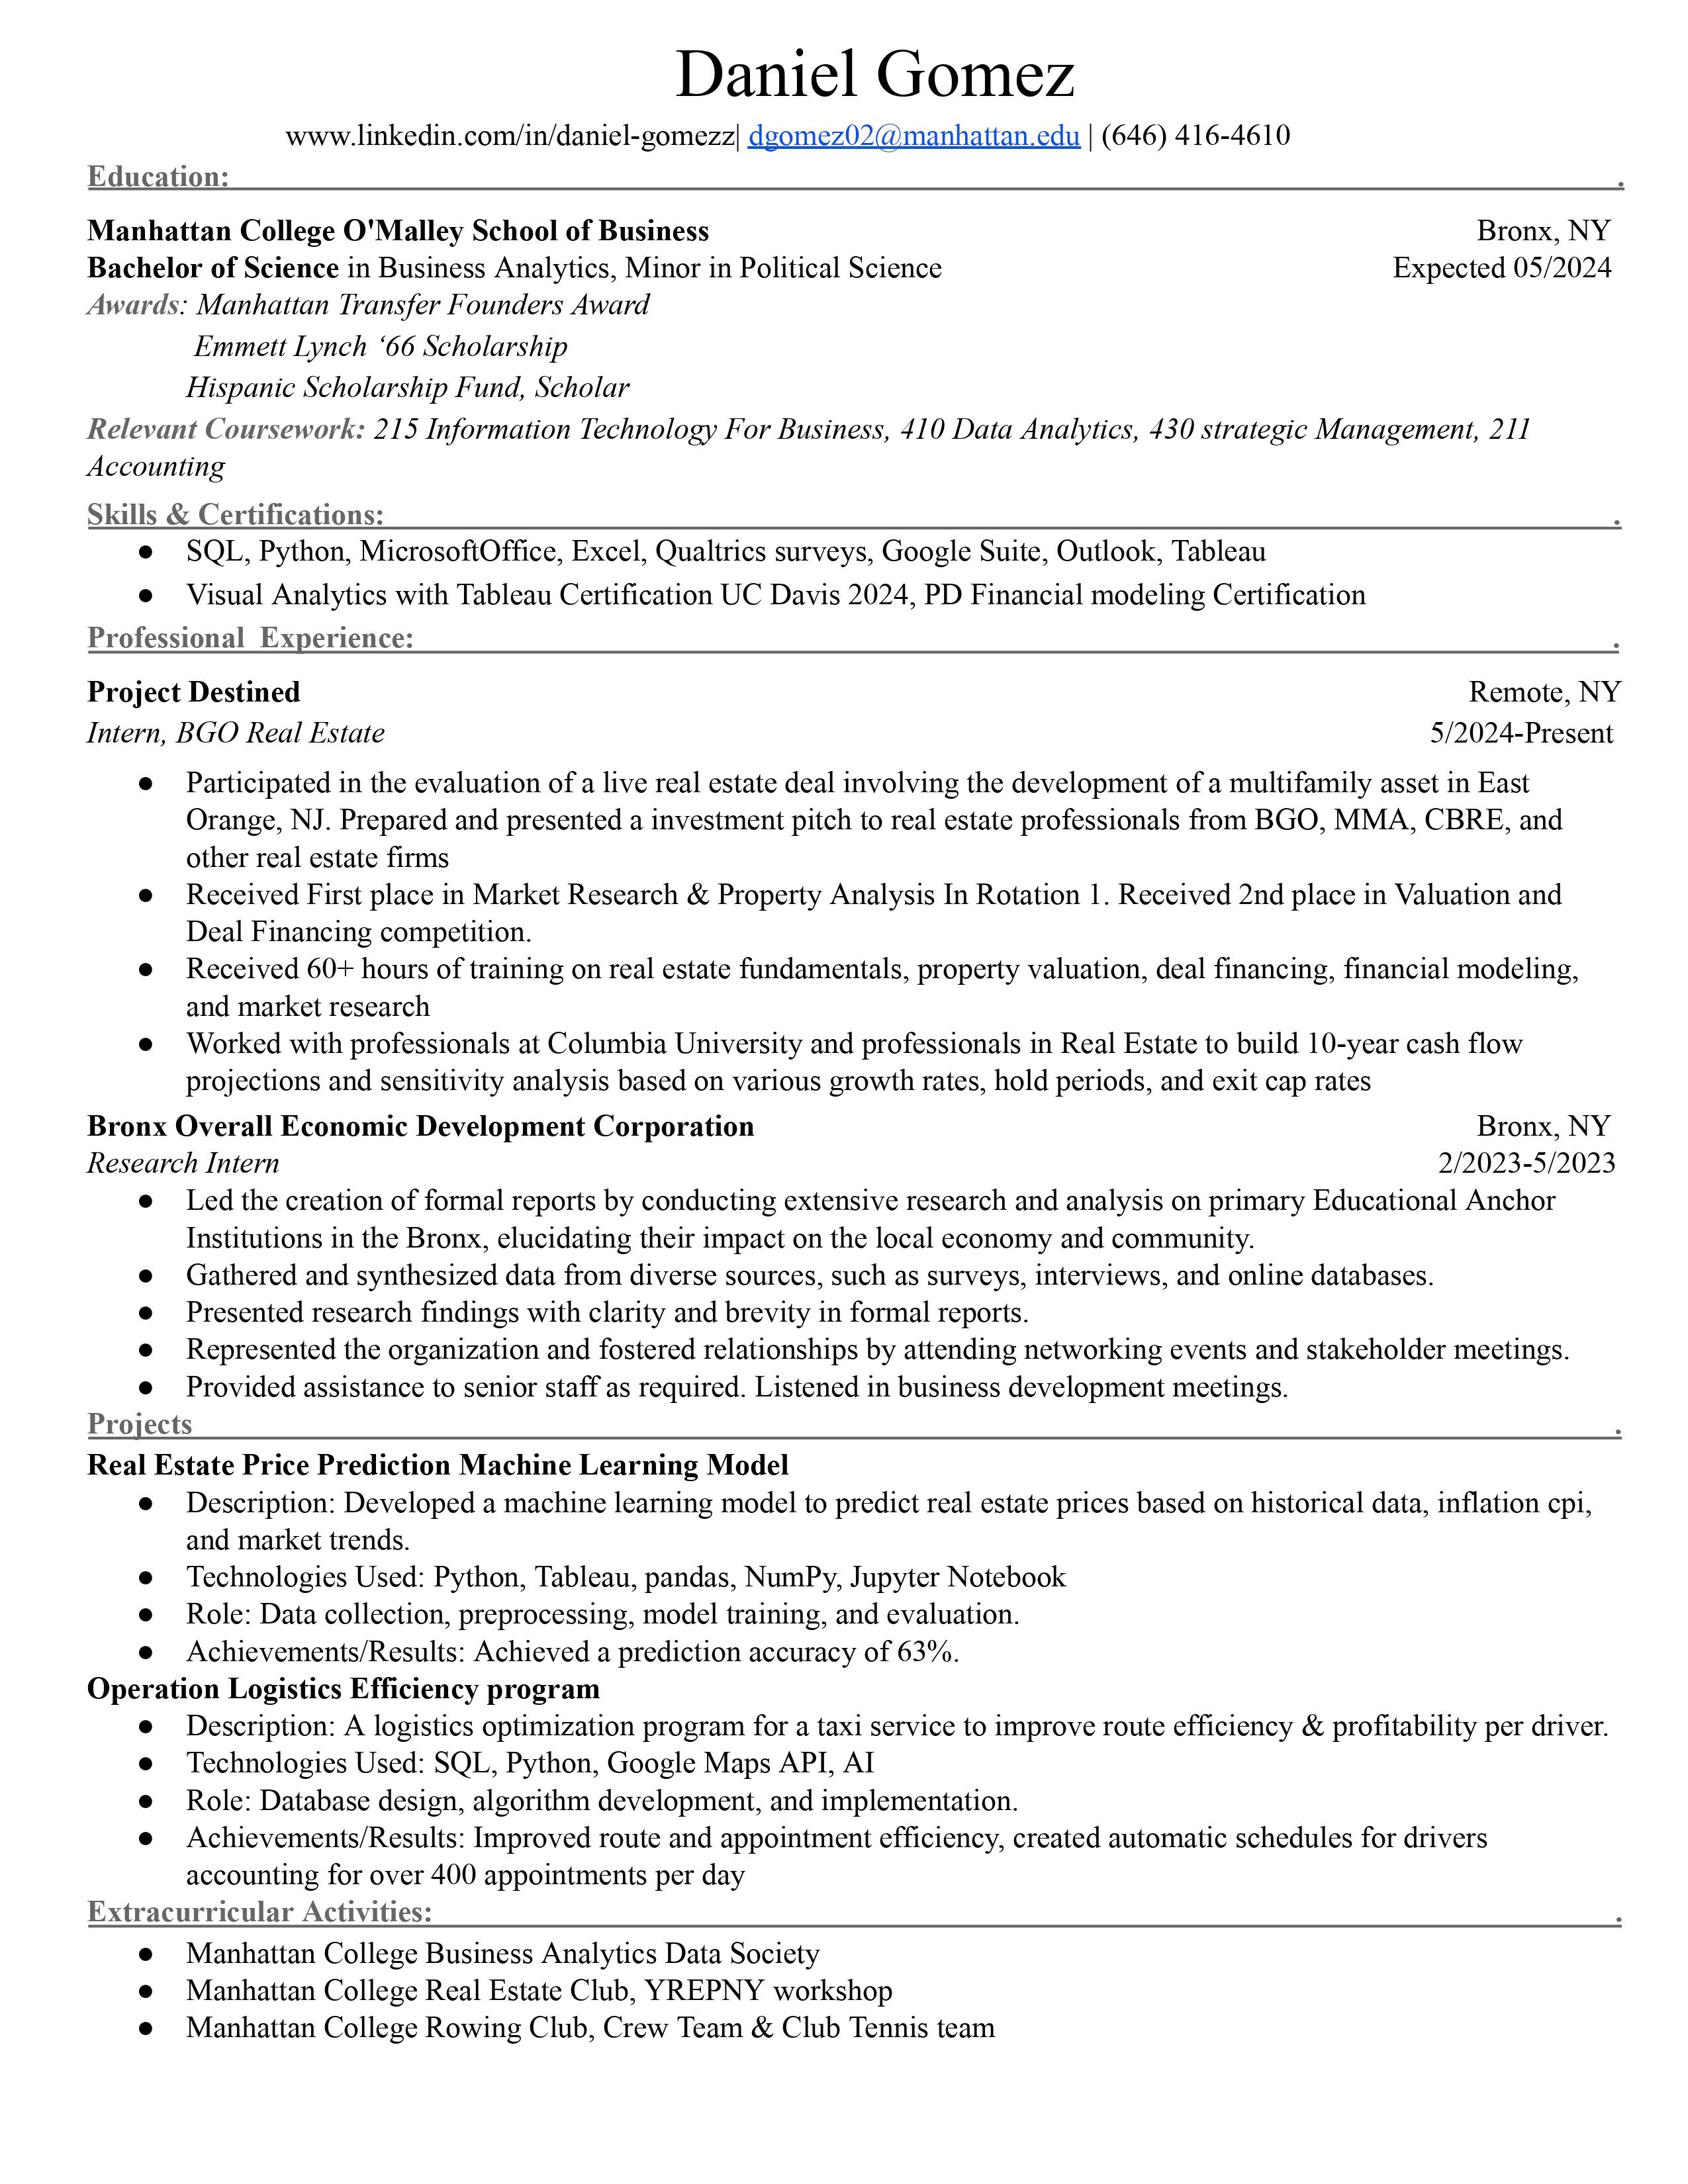 Daniel Gomez
www.linkedin.com/in/daniel-gomezz| dgomez02@manhattan.edu | (646) 416-4610
Education: .
Manhattan College O'Malley School of Business Bronx, NY
Bachelor of Science in Business Analytics, Minor in Political Science Expected 05/2024
Awards: Manhattan Transfer Founders Award
Emmett Lynch ‘66 Scholarship
Hispanic Scholarship Fund, Scholar
Relevant Coursework: 215 Information Technology For Business, 410 Data Analytics, 430 strategic Management, 211
Accounting
Skills & Certifications: .
● SQL, Python, MicrosoftOffice, Excel, Qualtrics surveys, Google Suite, Outlook, Tableau
● Visual Analytics with Tableau Certification UC Davis 2024, PD Financial modeling Certification
Professional Experience: .
Project Destined Remote, NY
Intern, BGO Real Estate 5/2024-Present
● Participated in the evaluation of a live real estate deal involving the development of a multifamily asset in East
Orange, NJ. Prepared and presented a investment pitch to real estate professionals from BGO, MMA, CBRE, and
other real estate firms
● Received First place in Market Research & Property Analysis In Rotation 1. Received 2nd place in Valuation and
Deal Financing competition.
● Received 60+ hours of training on real estate fundamentals, property valuation, deal financing, financial modeling,
and market research
● Worked with professionals at Columbia University and professionals in Real Estate to build 10-year cash flow
projections and sensitivity analysis based on various growth rates, hold periods, and exit cap rates
Bronx Overall Economic Development Corporation Bronx, NY
Research Intern 2/2023-5/2023
● Led the creation of formal reports by conducting extensive research and analysis on primary Educational Anchor
Institutions in the Bronx, elucidating their impact on the local economy and community.
● Gathered and synthesized data from diverse sources, such as surveys, interviews, and online databases.
● Presented research findings with clarity and brevity in formal reports.
● Represented the organization and fostered relationships by attending networking events and stakeholder meetings.
● Provided assistance to senior staff as required. Listened in business development meetings.
Projects .
Real Estate Price Prediction Machine Learning Model
● Description: Developed a machine learning model to predict real estate prices based on historical data, inflation cpi,
and market trends.
● Technologies Used: Python, Tableau, pandas, NumPy, Jupyter Notebook
● Role: Data collection, preprocessing, model training, and evaluation.
● Achievements/Results: Achieved a prediction accuracy of 63%.
Operation Logistics Efficiency program
● Description: A logistics optimization program for a taxi service to improve route efficiency & profitability per driver.
● Technologies Used: SQL, Python, Google Maps API, AI
● Role: Database design, algorithm development, and implementation.
● Achievements/Results: Improved route and appointment efficiency, created automatic schedules for drivers
accounting for over 400 appointments per day
Extracurricular Activities: .
● Manhattan College Business Analytics Data Society
● Manhattan College Real Estate Club, YREPNY workshop
● Manhattan College Rowing Club, Crew Team & Club Tennis team